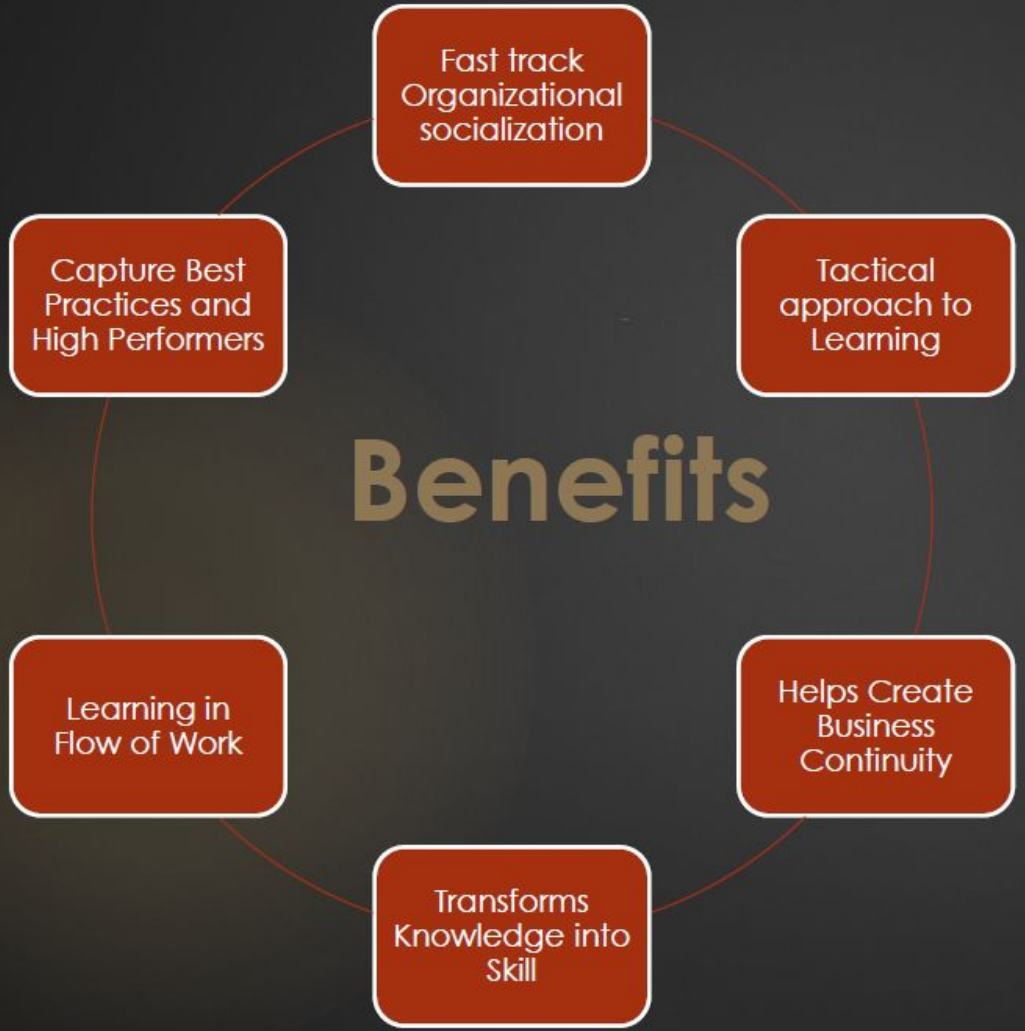 Fast track
Organizational
socialization
Tactical
approach to
Learning
Helps Create
Business
Continuity
Transforms
Knowledge into
Skill
Learning in
Flow of Work
Capture Best
Practices and
High Performers
Benefits